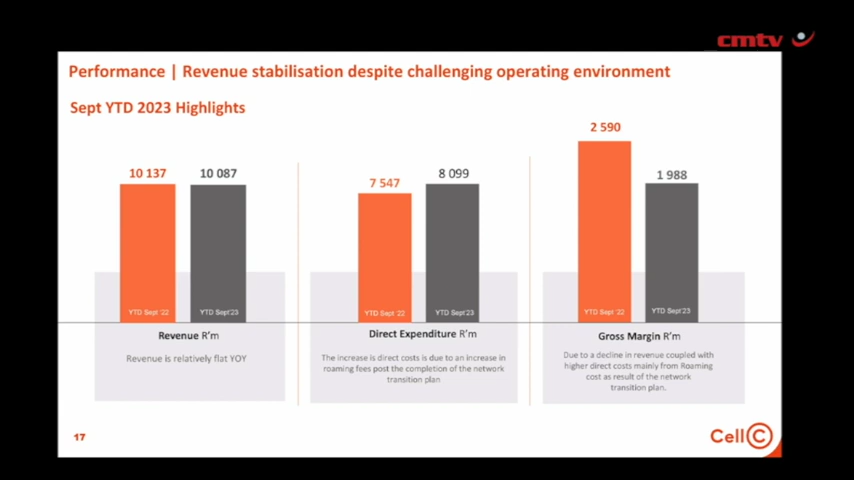 cmtv
Performance | Revenue stabilisation despite challenging operating environment
Sept YTD 2023 Highlights
10 137
10 087
YTD Sept '22
YTD Sept'23
Revenue R'm
Revenue is relatively flat YOY
7 547
8 099
YTD Sept '22
YTD Sept'23
Direct Expenditure R'm
The increase is direct costs is due to an increase in
roaming fees post the completion of the network
transition plan
2 590
1 988
YTD Sept '22
YTD Sept'23
Gross Margin R'm
Due to a decline in revenue coupled with
higher direct costs mainly from Roaming
cost as result of the network
transition plan.
17
Cell C